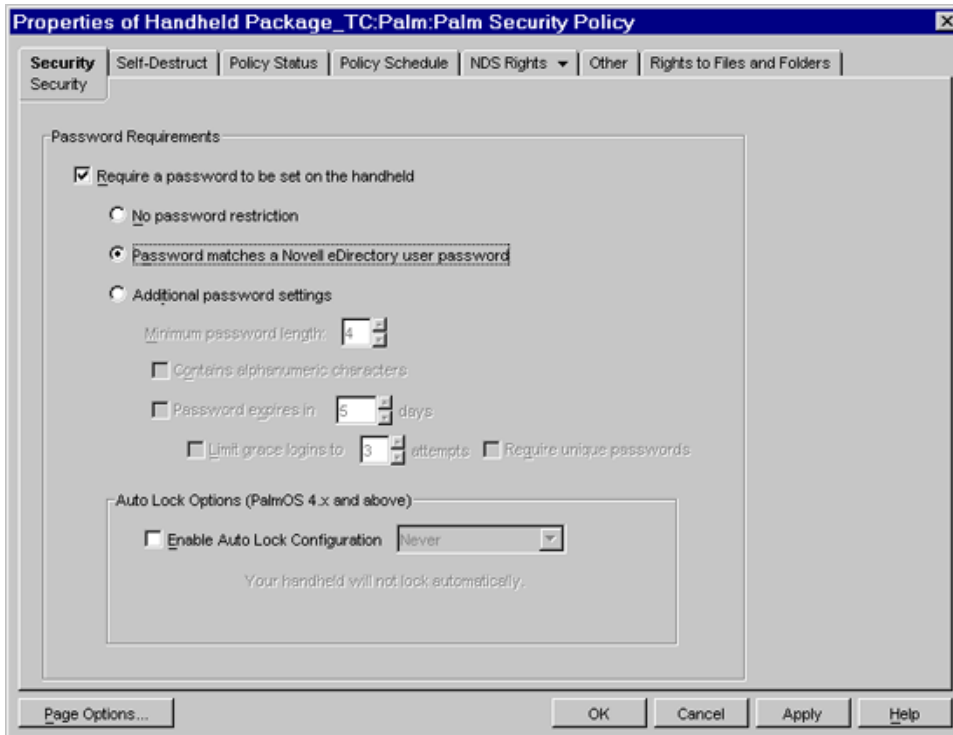 Properties of Handheld Package_TC:Palm:Palm Security Policy
Security Self-Destruct Policy Status Policy Schedule NDS Rights Other Rights to Files and Folders
Security
Password Requirements
Require a password to be set on the handheld
No password restriction
Password matches a Novell eDirectory user password
Additional password settings
Minimum password length: 4
Contains alphanumeric characters
Password expires in 5 days
Limit grace logins to 3 attempts Require unique passwords
Auto Lock Options (PalmOS 4.x and above)
Enable Auto Lock Configuration Never
Your handheld will not lock automatically.
Page Options... OK Cancel Apply Help